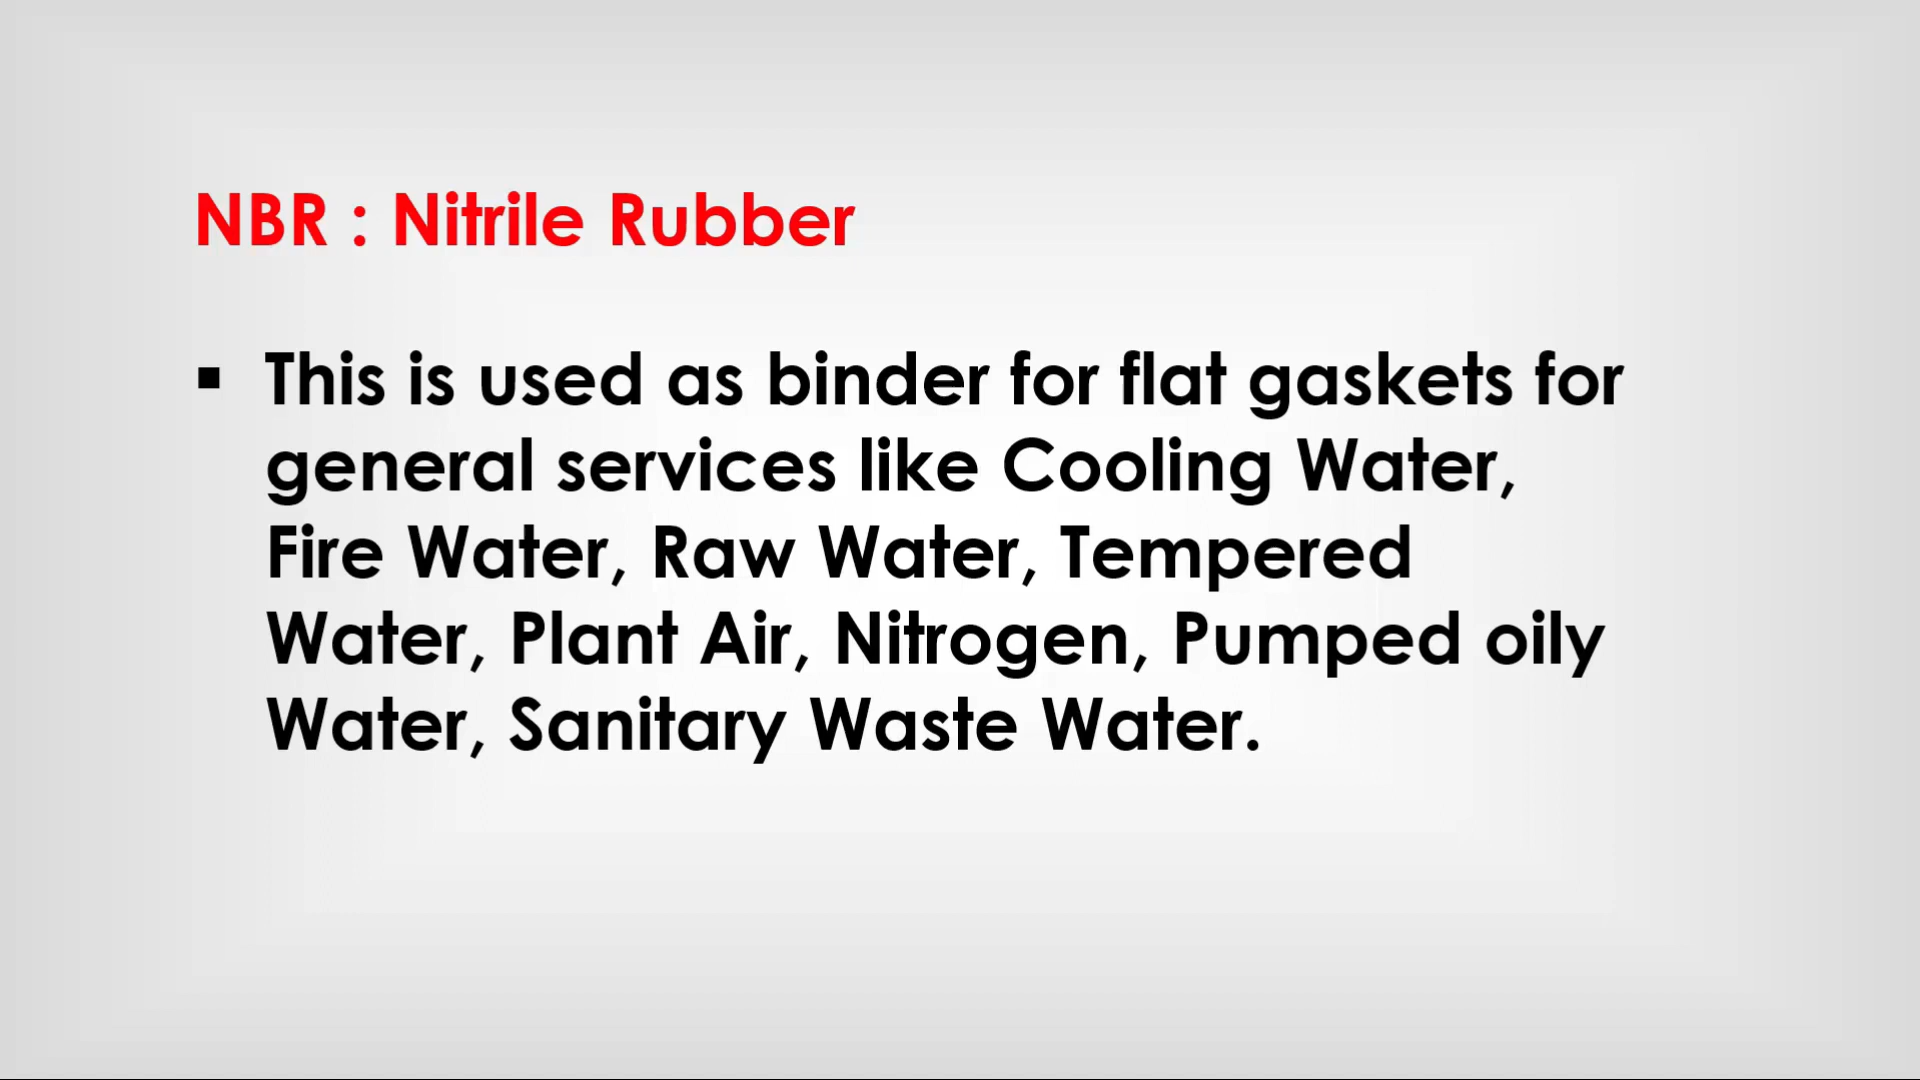 NBR : Nitrile Rubber
▪ This is used as binder for flat gaskets for
general services like Cooling Water,
Fire Water, Raw Water, Tempered
Water, Plant Air, Nitrogen, Pumped oily
Water, Sanitary Waste Water.